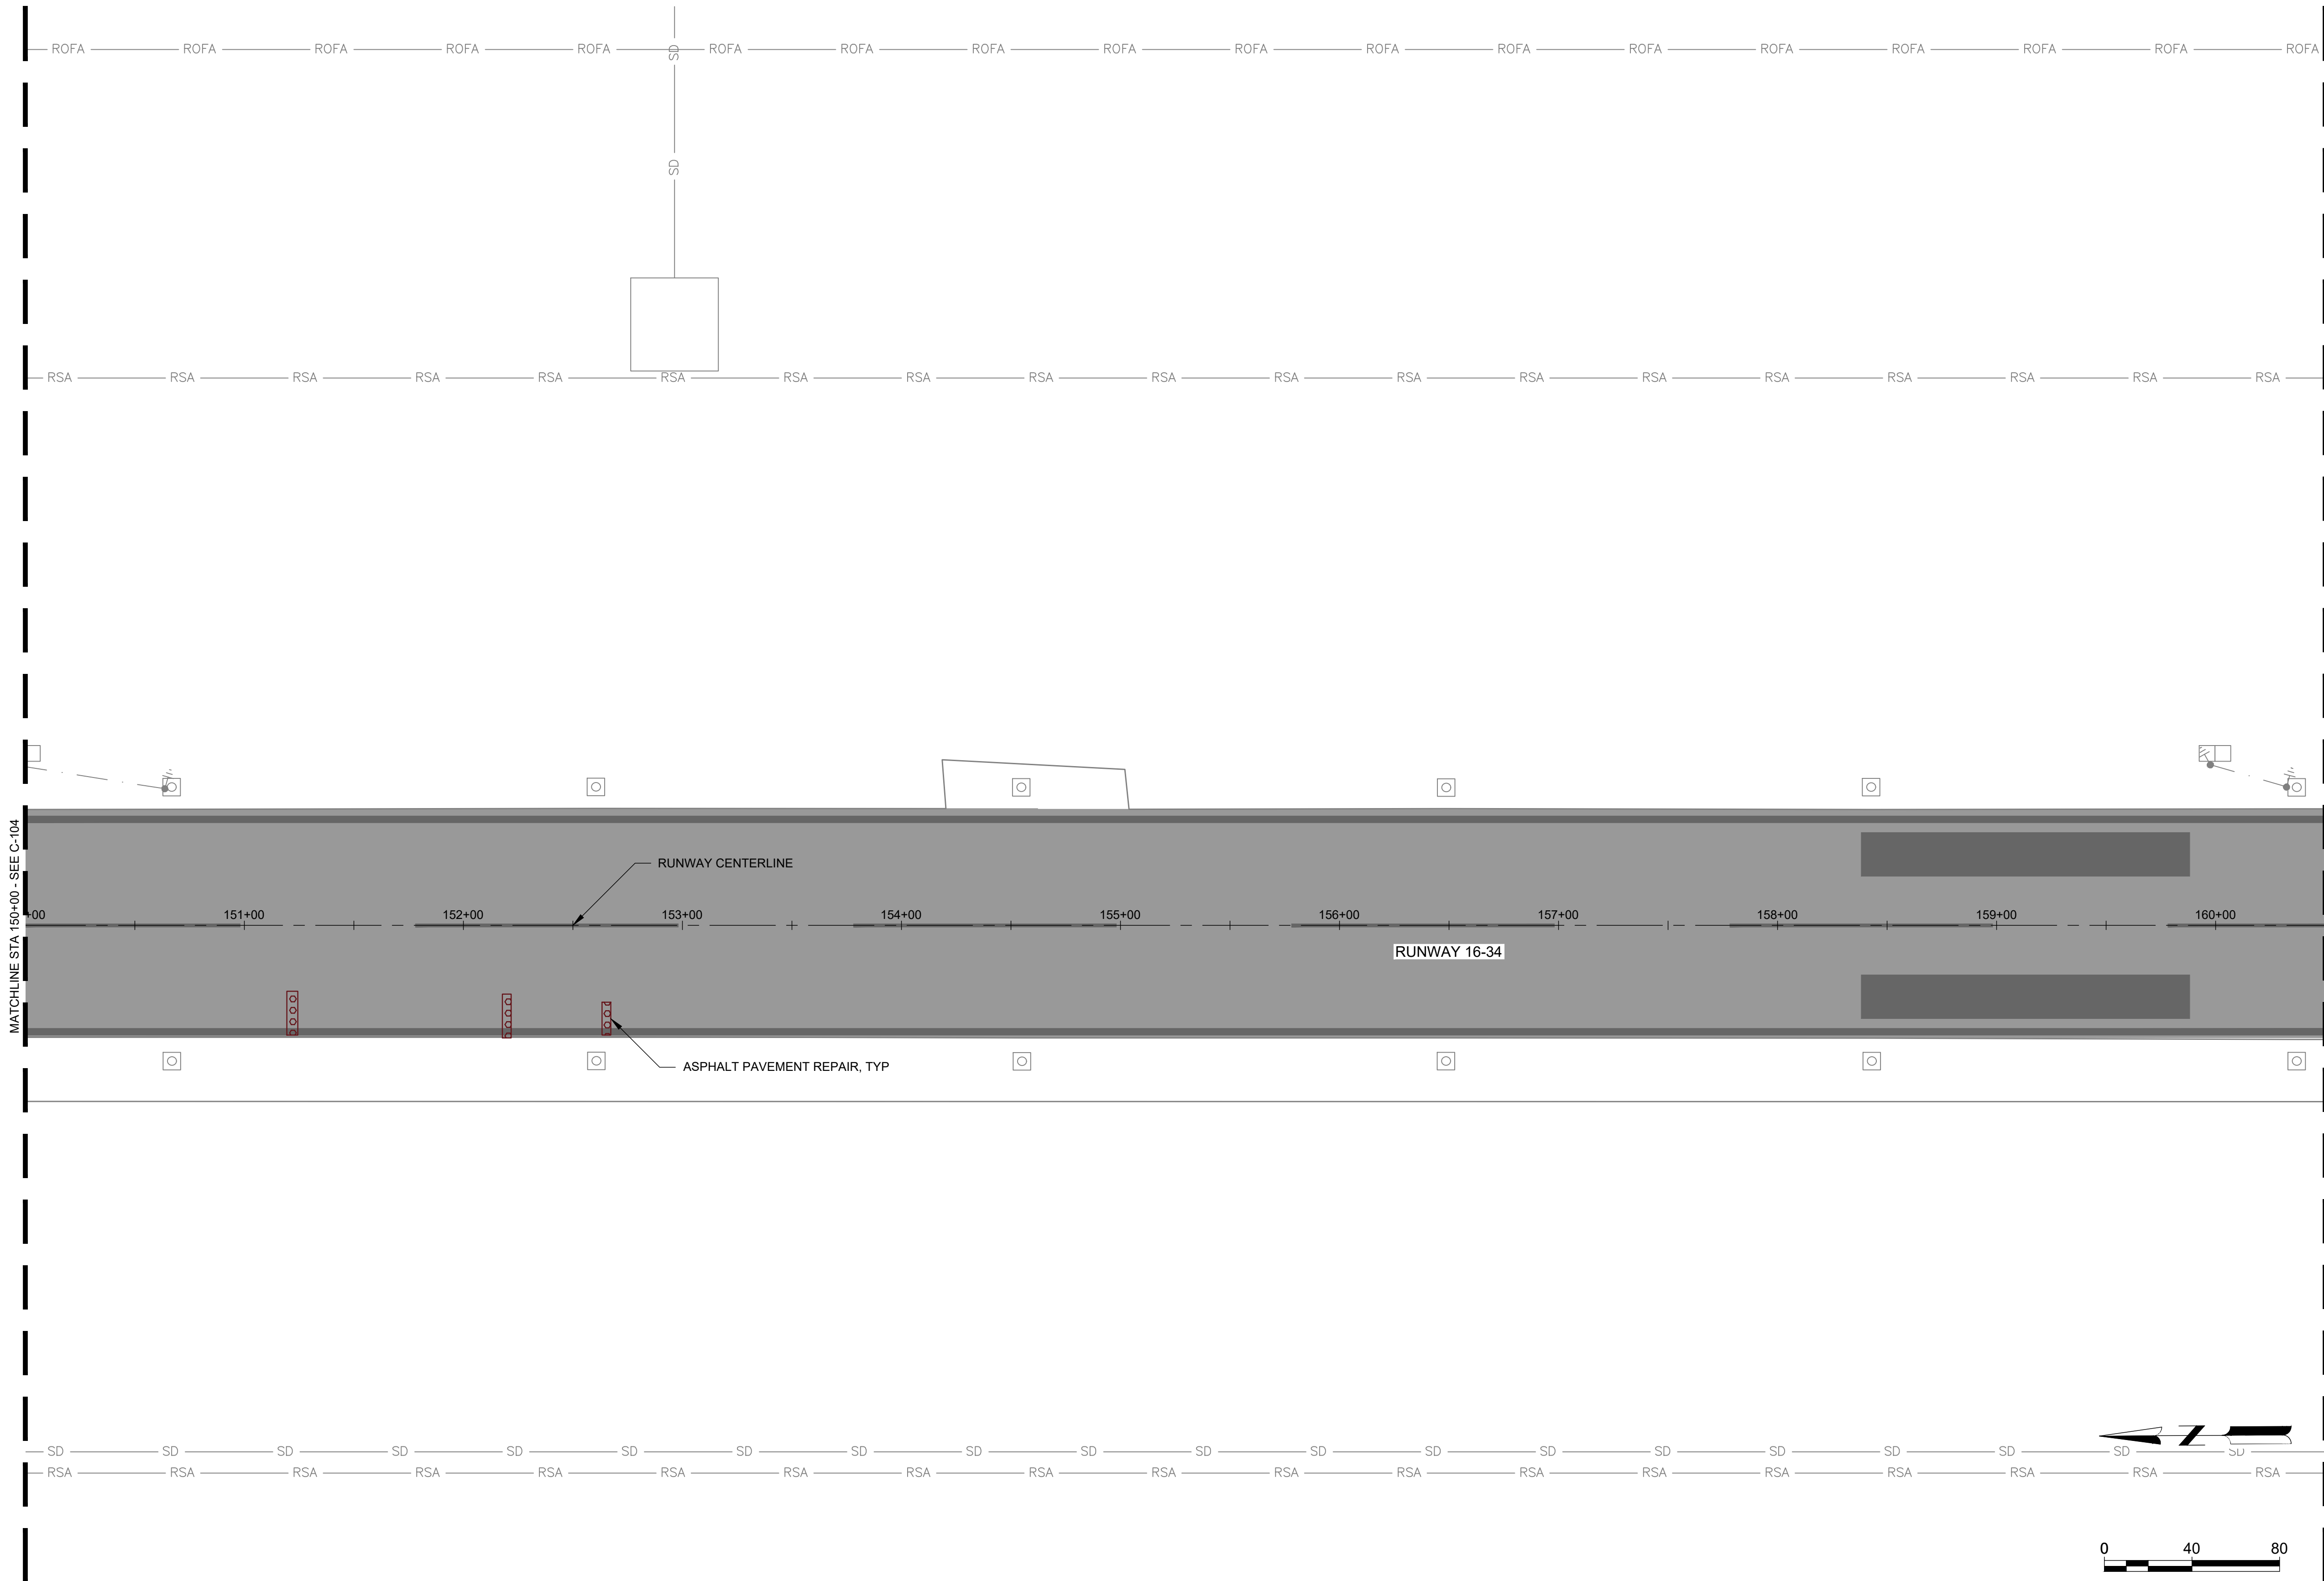 ROFA ROFA ROFA ROFA ROFA ROFA ROFA ROFA ROFA ROFA ROFA ROFA ROFA ROFA ROFA ROFA ROFA ROFA
SD
SD
RSA RSA RSA RSA RSA RSA RSA RSA RSA RSA RSA RSA RSA RSA RSA RSA RSA RSA RSA
MATCHLINE STA 150+00 - SEE C-104
RUNWAY CENTERLINE
+00 151+00 152+00 153+00 154+00 155+00 156+00 157+00 158+00 159+00 160+00
RUNWAY 16-34
ASPHALT PAVEMENT REPAIR, TYP
Z
SD SD SD SD SD SD SD SD SD SD SD SD SD SD SD SD SD SD SD SD
RSA RSA RSA RSA RSA RSA RSA RSA RSA RSA RSA RSA RSA RSA RSA RSA RSA RSA RSA
0 40 80